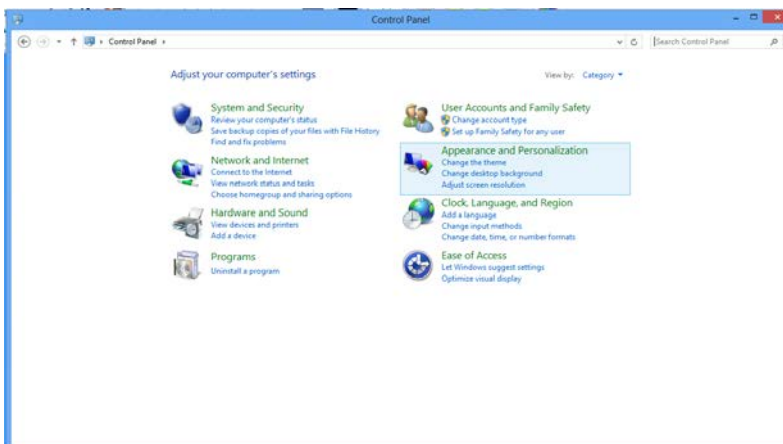 Control Panel
Control Panel
Search Control Panel
Adjust your computer's settings
View by: Category
System and Security
Review your computer's status
Save backup copies of your files with File History
Find and fix problems
Network and Internet
Connect to the Internet
View network status and tasks
Choose homegroup and sharing options
Hardware and Sound
View devices and printers
Add a device
Programs
Uninstall a program
User Accounts and Family Safety
Change account type
Set up Family Safety for any user
Appearance and Personalization
Change the theme
Change desktop background
Adjust screen resolution
Clock, Language, and Region
Add a language
Change input methods
Change date, time, or number formats
Ease of Access
Let Windows suggest settings
Optimize visual display